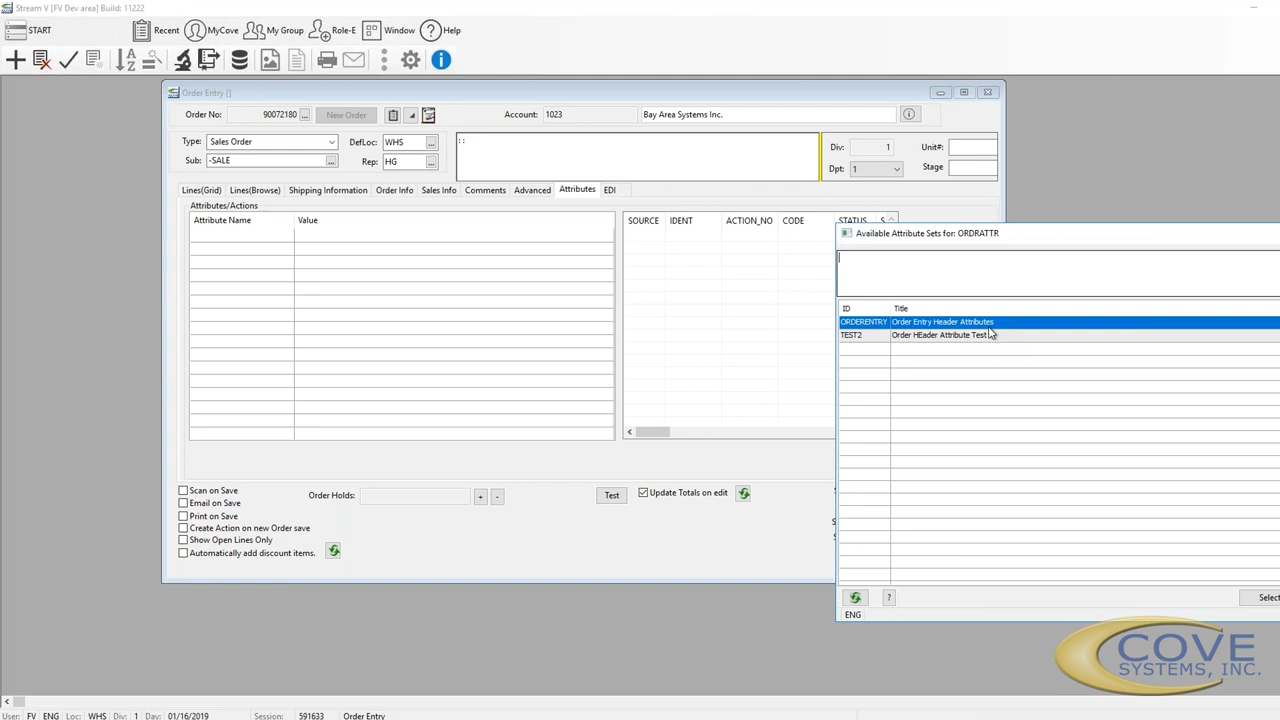 Stream V [FV Dev area] Build: 11222
START Recent MyCove My Group Role-E Window Help
Order Entry []
Order No: 90072180 ... New Order Account: 1023 Bay Area Systems Inc.
Type: Sales Order DefLoc: WHS ... :: Div: 1 Unit#:
Sub: -SALE ... Rep: HG ... Dpt: 1 Stage
Lines(Grid) Lines(Browse) Shipping Information Order Info Sales Info Comments Advanced Attributes EDI
Attributes/Actions
Attribute Name Value SOURCE IDENT ACTION_NO CODE STATUS S
Available Attribute Sets for: ORDRATTR
ID Title
ORDERENTRY Order Entry Header Attributes
TEST2 Order HEader Attribute Test
Scan on Save Order Holds: + - Test Update Totals on edit
Email on Save
Print on Save
Create Action on new Order save
Show Open Lines Only
Automatically add discount items.
? Select
ENG
COVE
SYSTEMS, INC.
User: FV ENG Loc: WHS Div: 1 Day: 01/16/2019 Session: 591633 Order Entry